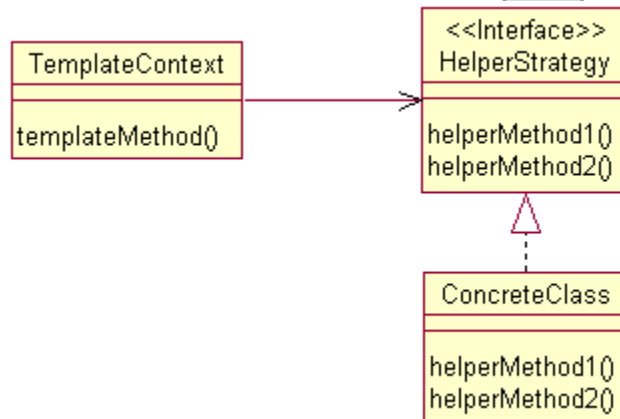 TemplateContext
templateMethod()
<<Interface>>
HelperStrategy
helperMethod1()
helperMethod2()
ConcreteClass
helperMethod1()
helperMethod2()